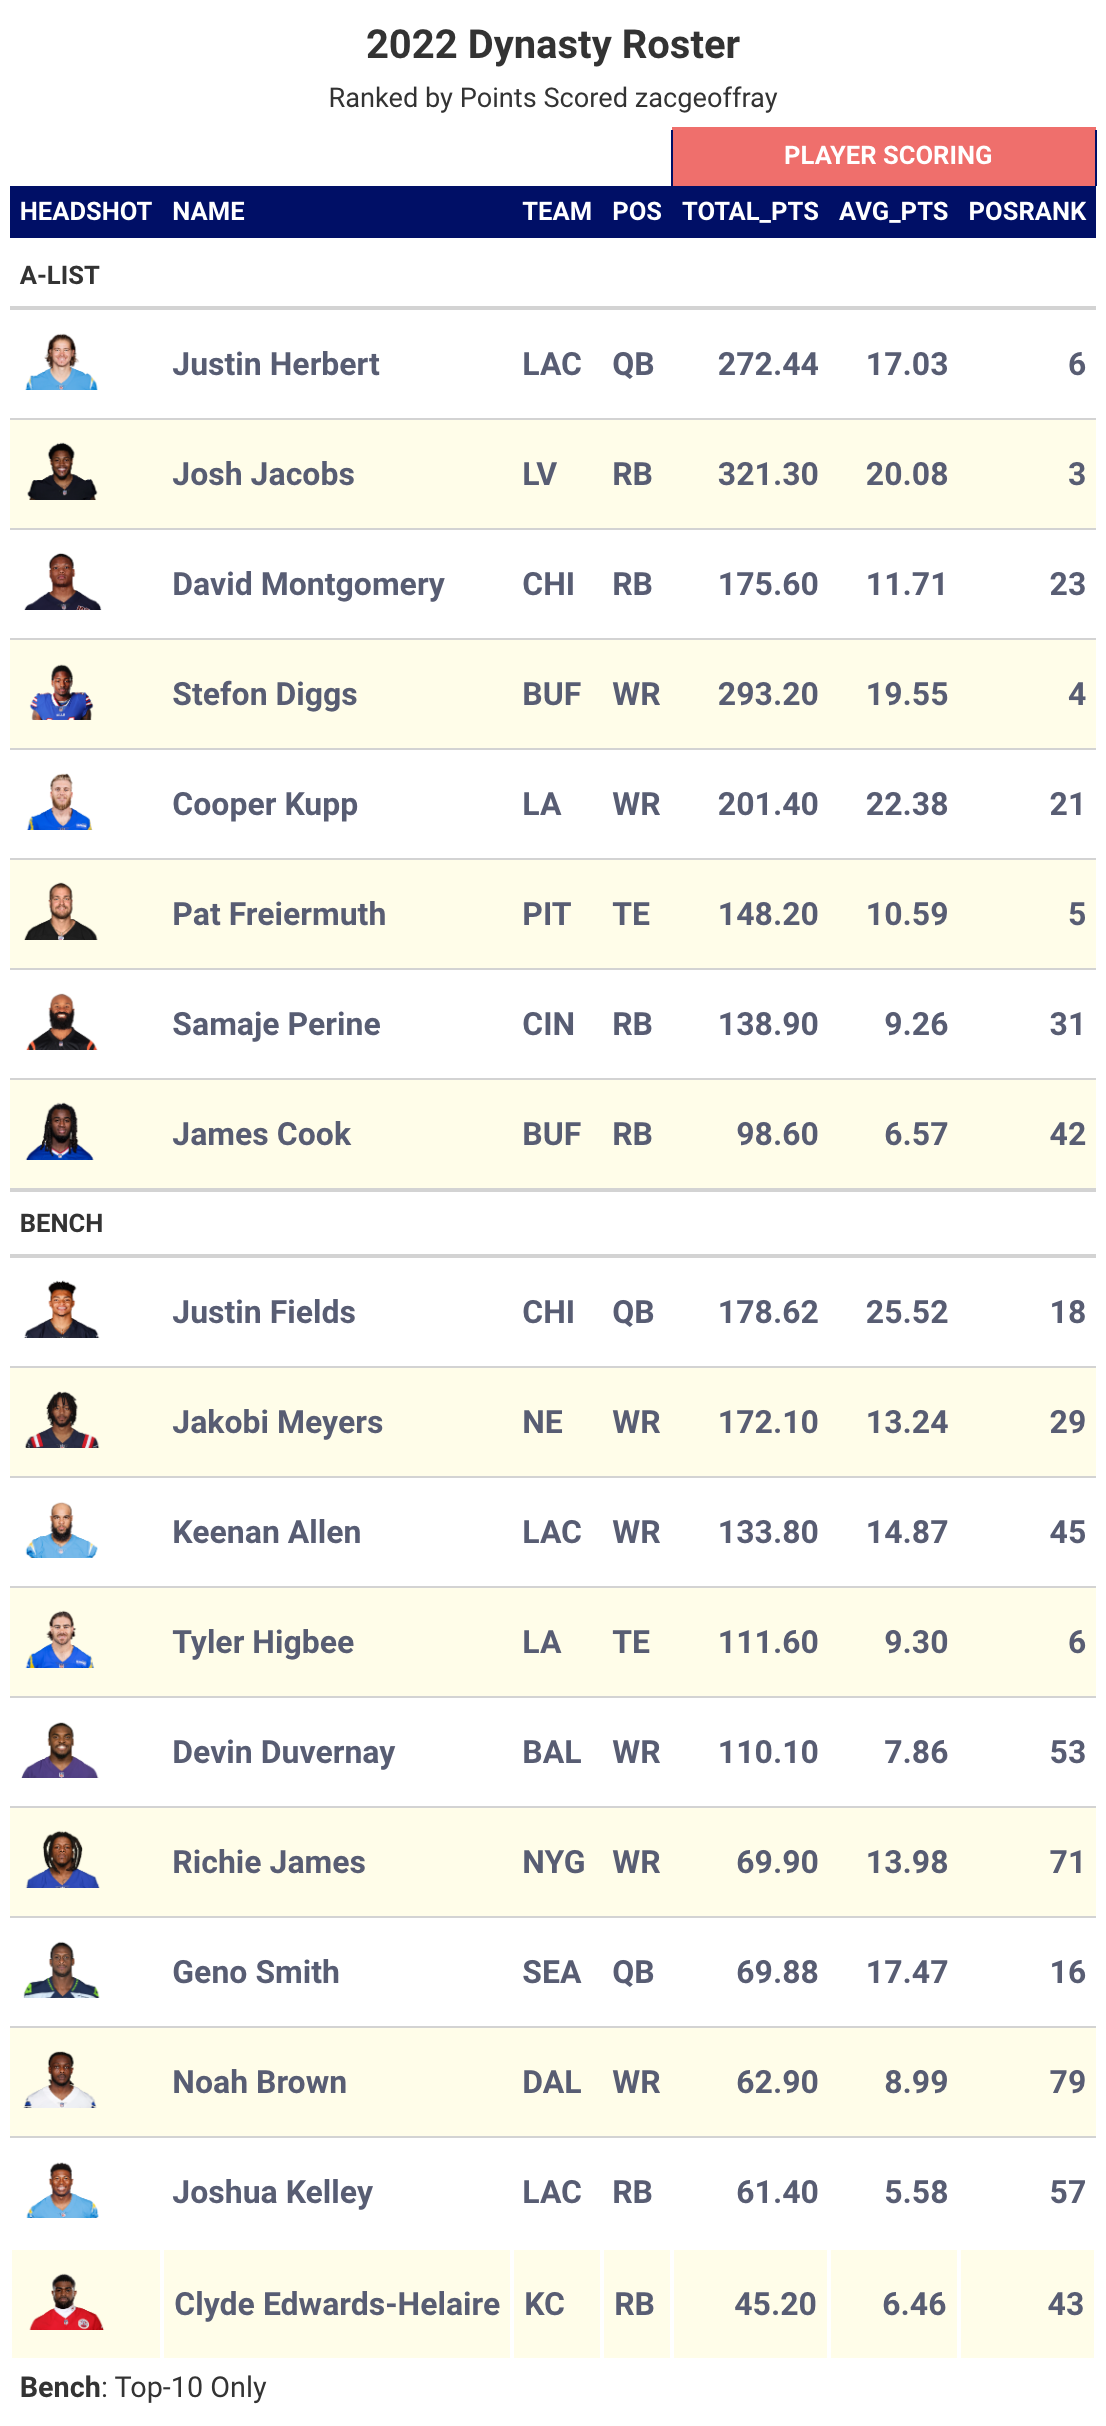 2022 Dynasty Roster
Ranked by Points Scored zacgeoffray
PLAYER SCORING
HEADSHOT NAME TEAM POS TOTAL_PTS AVG_PTS POSRANK
A-LIST
Justin Herbert LAC QB 272.44 17.03 6
Josh Jacobs LV RB 321.30 20.08 3
David Montgomery CHI RB 175.60 11.71 23
Stefon Diggs BUF WR 293.20 19.55 4
Cooper Kupp LA WR 201.40 22.38 21
Pat Freiermuth PIT TE 148.20 10.59 5
Samaje Perine CIN RB 138.90 9.26 31
James Cook BUF RB 98.60 6.57 42
BENCH
Justin Fields CHI QB 178.62 25.52 18
Jakobi Meyers NE WR 172.10 13.24 29
Keenan Allen LAC WR 133.80 14.87 45
Tyler Higbee LA TE 111.60 9.30 6
Devin Duvernay BAL WR 110.10 7.86 53
Richie James NYG WR 69.90 13.98 71
Geno Smith SEA QB 69.88 17.47 16
Noah Brown DAL WR 62.90 8.99 79
Joshua Kelley LAC RB 61.40 5.58 57
Clyde Edwards-Helaire KC RB 45.20 6.46 43
Bench: Top-10 Only